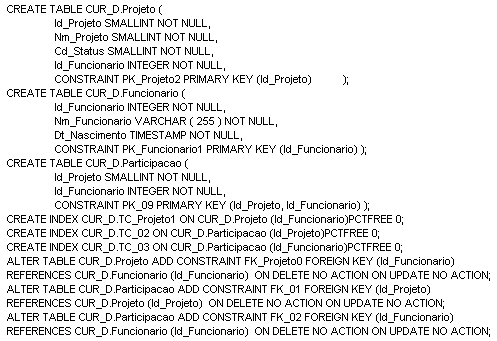 CREATE TABLE CUR_D.Projeto (
Id_Projeto SMALLINT NOT NULL,
Nm_Projeto SMALLINT NOT NULL,
Cd_Status SMALLINT NOT NULL,
Id_Funcionario INTEGER NOT NULL,
CONSTRAINT PK_Projeto2 PRIMARY KEY (Id_Projeto) );
CREATE TABLE CUR_D.Funcionario (
Id_Funcionario INTEGER NOT NULL,
Nm_Funcionario VARCHAR ( 255 ) NOT NULL,
Dt_Nascimento TIMESTAMP NOT NULL,
CONSTRAINT PK_Funcionario1 PRIMARY KEY (Id_Funcionario) );
CREATE TABLE CUR_D.Participacao (
Id_Projeto SMALLINT NOT NULL,
Id_Funcionario INTEGER NOT NULL,
CONSTRAINT PK_09 PRIMARY KEY (Id_Projeto, Id_Funcionario) );
CREATE INDEX CUR_D.TC_Projeto1 ON CUR_D.Projeto (Id_Funcionario)PCTFREE 0;
CREATE INDEX CUR_D.TC_02 ON CUR_D.Participacao (Id_Projeto)PCTFREE 0;
CREATE INDEX CUR_D.TC_03 ON CUR_D.Participacao (Id_Funcionario)PCTFREE 0;
ALTER TABLE CUR_D.Projeto ADD CONSTRAINT FK_Projeto0 FOREIGN KEY (Id_Funcionario)
REFERENCES CUR_D.Funcionario (Id_Funcionario) ON DELETE NO ACTION ON UPDATE NO ACTION;
ALTER TABLE CUR_D.Participacao ADD CONSTRAINT FK_01 FOREIGN KEY (Id_Projeto)
REFERENCES CUR_D.Projeto (Id_Projeto) ON DELETE NO ACTION ON UPDATE NO ACTION;
ALTER TABLE CUR_D.Participacao ADD CONSTRAINT FK_02 FOREIGN KEY (Id_Funcionario)
REFERENCES CUR_D.Funcionario (Id_Funcionario) ON DELETE NO ACTION ON UPDATE NO ACTION;